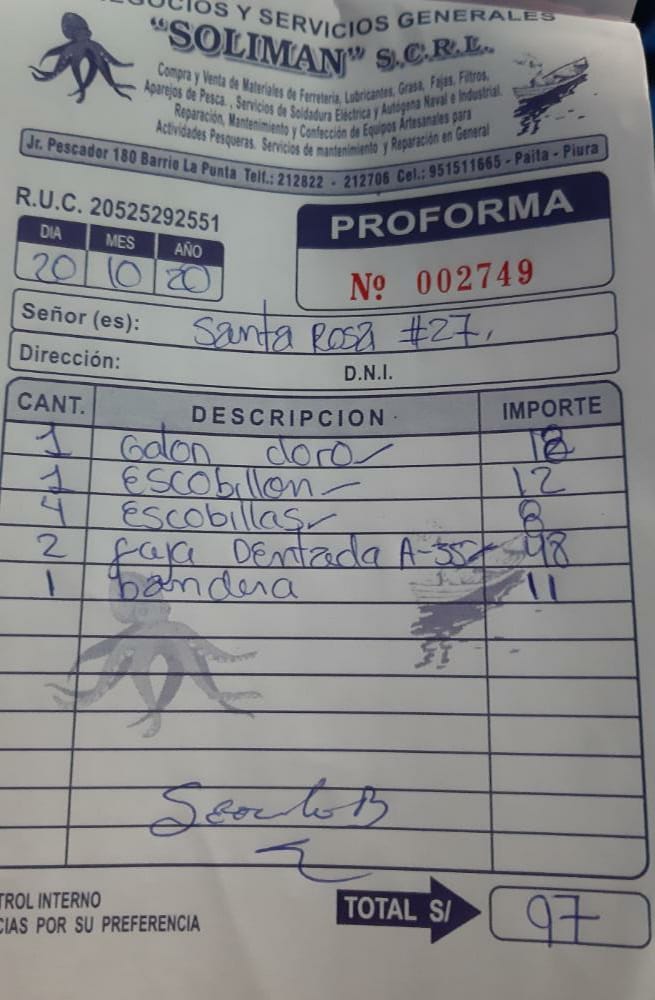 OCIOS Y SERVICIOS GENERALES
"SOLIMAN" S.C.R.L.
Compra y Venta de Materiales de Ferretería, Lubricantes, Grasa, Fajas, Filtros,
Aparejos de Pesca., Servicios de Soldadura Eléctrica y Autógena Naval e Industrial.
Reparación, Mantenimiento y Confección de Equipos Artesanales para
Actividades Pesqueras. Servicios de mantenimiento y Reparación en General
Jr. Pescador 180 Barrio La Punta Telf.: 212822 - 212706 Cel.: 951511665 - Paita - Piura
R.U.C. 20525292551
PROFORMA
DIA MES AÑO
20 10 20
Nº 002749
Señor (es): Santa Rosa #27.
Dirección: D.N.I.
CANT. DESCRIPCION IMPORTE
1 Galon cloro 18
1 Escobillon 12
4 Escobillas 8
2 faja Dentada A-35 48
1 bandera 11
TROL INTERNO
CIAS POR SU PREFERENCIA
TOTAL S/ 97